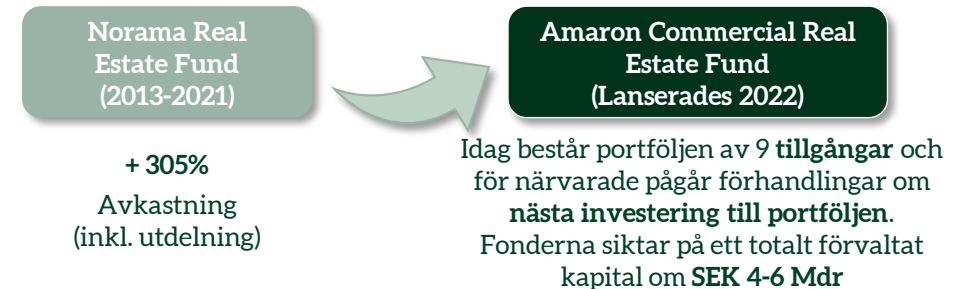 Norama Real
Estate Fund
(2013-2021)
+ 305%
Avkastning
(inkl. utdelning)
Amaron Commercial Real
Estate Fund
(Lanserades 2022)
Idag består portföljen av 9 tillgångar och
för närvarade pågår förhandlingar om
nästa investering till portföljen.
Fonderna siktar på ett totalt förvaltat
kapital om SEK 4-6 Mdr